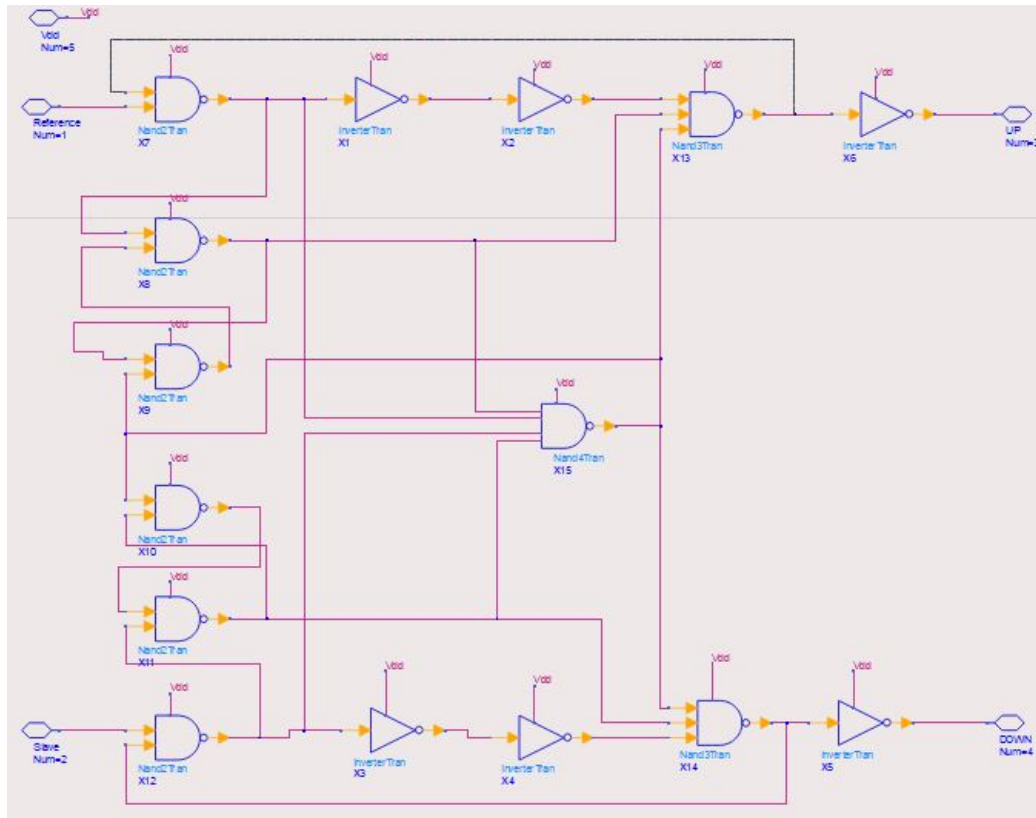 Vdd
Vdd
Num=5
Vdd
Vdd
Vdd
Vdd
Vdd
Reference
Num=1
Nand2Tran
X7
InverterTran
X1
InverterTran
X2
Nand3Tran
X13
InverterTran
X6
UP
Num=3
Vdd
Nand2Tran
X8
Vdd
Nand2Tran
X9
Vdd
Nand4Tran
X15
Vdd
Nand2Tran
X10
Vdd
Nand2Tran
X11
Vdd
Vdd
Vdd
Vdd
Slave
Num=2
Nand2Tran
X12
InverterTran
X3
InverterTran
X4
Nand3Tran
X14
InverterTran
X5
DOWN
Num=4